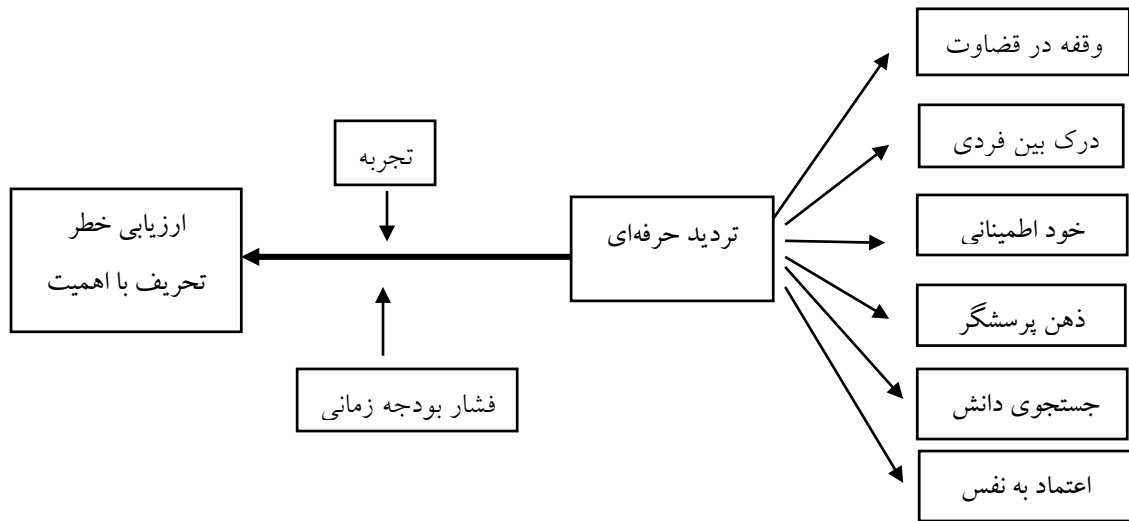 وقفه در قضاوت
درک بین فردی
تجربه
ارزیابی خطر
تحریف با اهمیت
تردید حرفه‌ای
خود اطمینانی
ذهن پرسشگر
فشار بودجه زمانی
جستجوی دانش
اعتماد به نفس